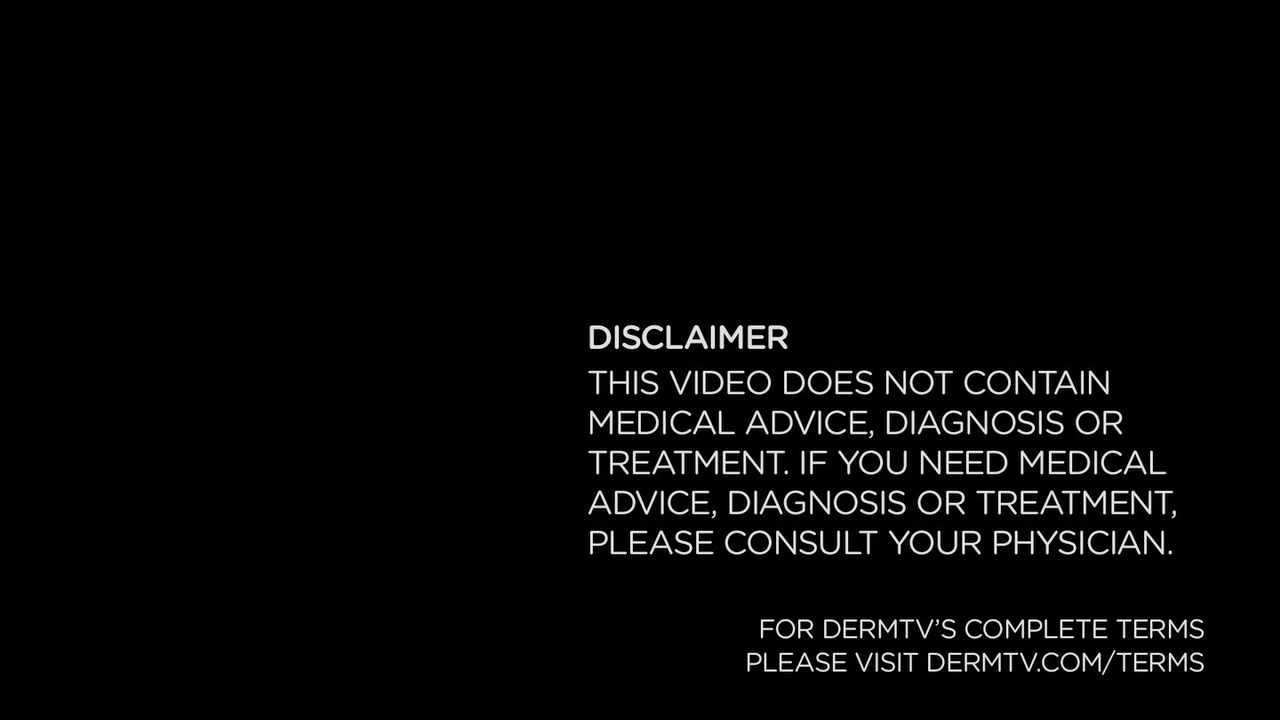 DISCLAIMER
THIS VIDEO DOES NOT CONTAIN
MEDICAL ADVICE, DIAGNOSIS OR
TREATMENT. IF YOU NEED MEDICAL
ADVICE, DIAGNOSIS OR TREATMENT,
PLEASE CONSULT YOUR PHYSICIAN.
FOR DERMTV’S COMPLETE TERMS
PLEASE VISIT DERMTV.COM/TERMS